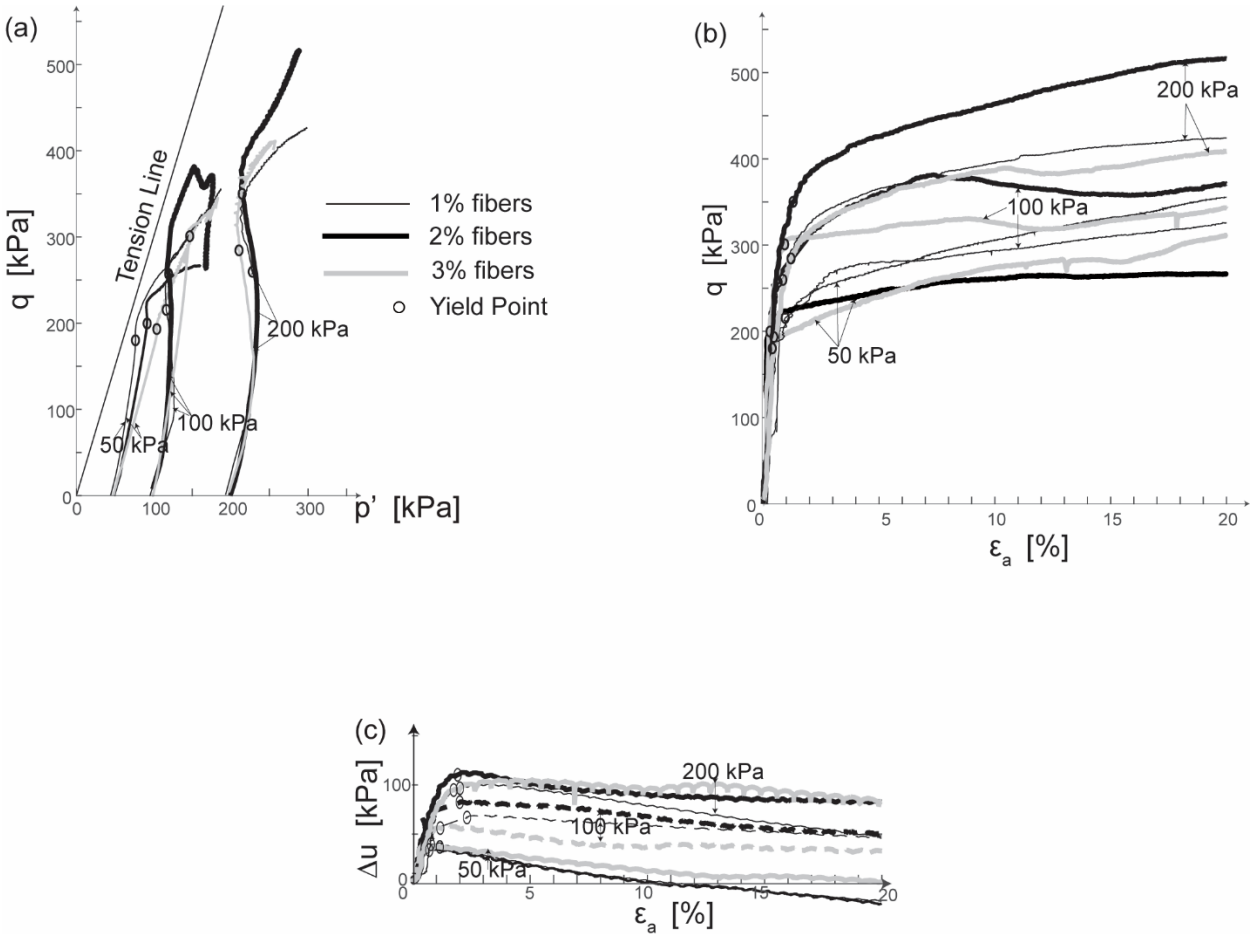 (a)
q [kPa]
500
400
300
200
100
0
0
100
200
300
p' [kPa]
Tension Line
50 kPa
100 kPa
200 kPa
1% fibers
2% fibers
3% fibers
Yield Point
(b)
q [kPa]
500
400
300
200
100
0
0
5
10
15
20
εa [%]
200 kPa
100 kPa
50 kPa
(c)
Δu [kPa]
100
0
0
5
10
15
20
εa [%]
200 kPa
100 kPa
50 kPa